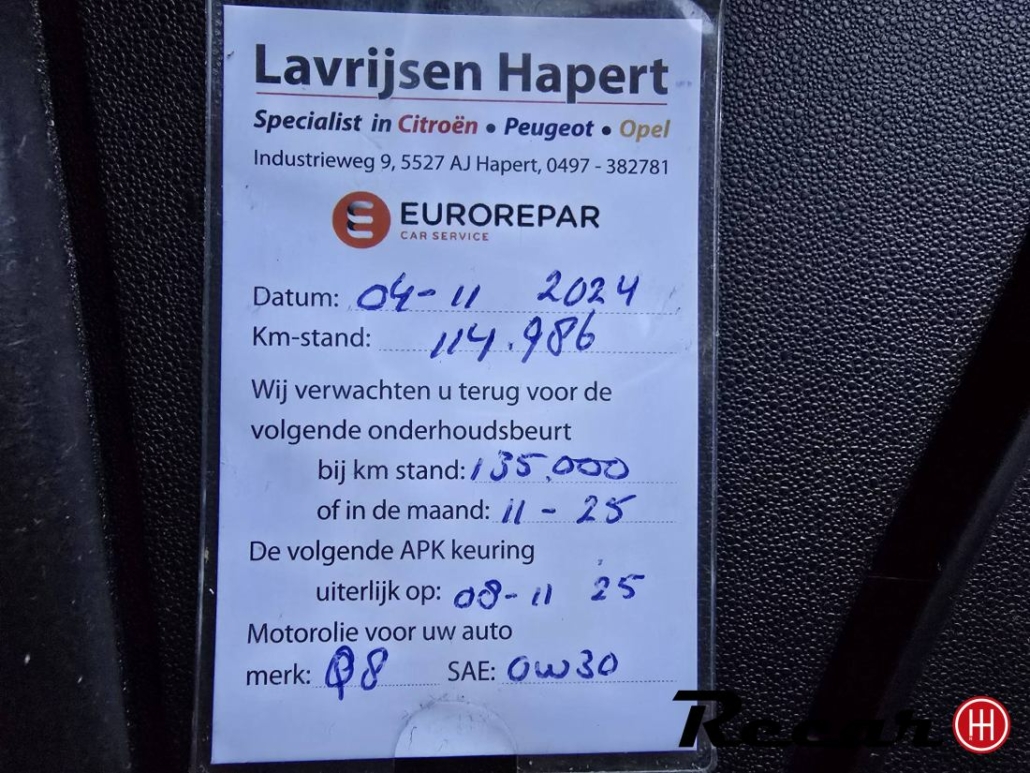 Lavrijsen Hapert
Specialist in Citroën • Peugeot • Opel
Industrieweg 9, 5527 AJ Hapert, 0497 - 382781
EUROREPAR
CAR SERVICE
Datum: 04-11 2024
Km-stand: 114.986
Wij verwachten u terug voor de
volgende onderhoudsbeurt
bij km stand: 135.000
of in de maand: 11 - 25
De volgende APK keuring
uiterlijk op: 08-11 25
Motorolie voor uw auto
merk: Q8 SAE: 0W30
Recar H